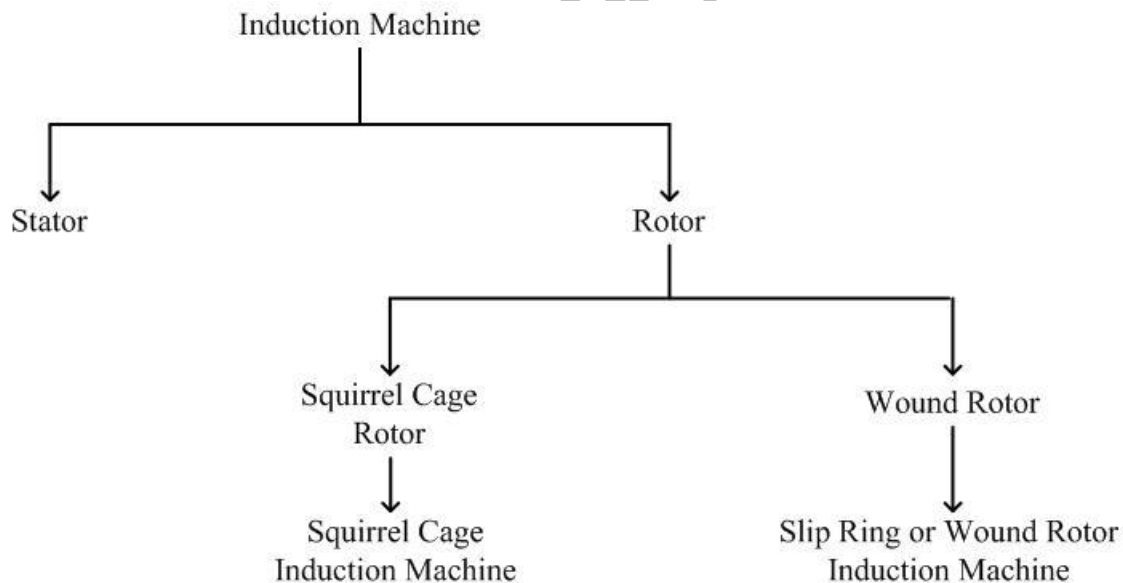 Induction Machine
Stator
Rotor
Squirrel Cage
Rotor
Wound Rotor
Squirrel Cage
Induction Machine
Slip Ring or Wound Rotor
Induction Machine